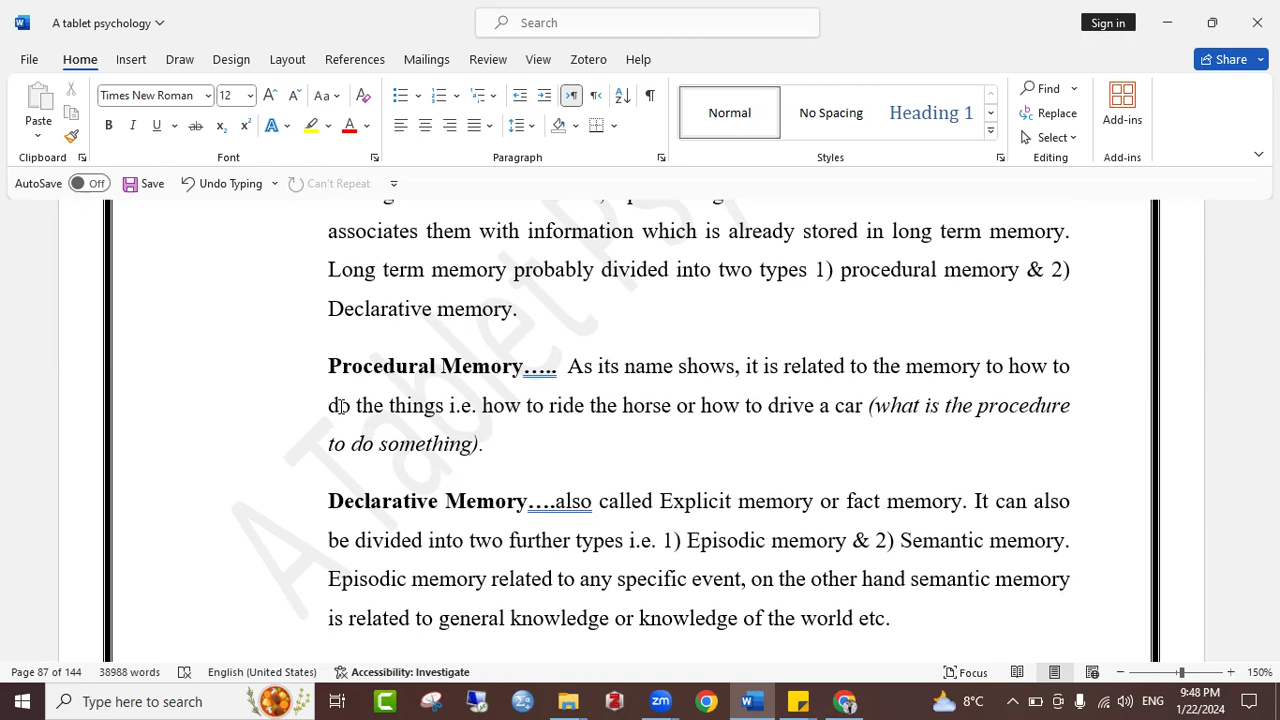 A tablet psychology
Search
Sign in
File Home Insert Draw Design Layout References Mailings Review View Zotero Help
Share
Paste
Times New Roman 12
Normal
No Spacing
Heading 1
Find
Replace
Select
Add-ins
Clipboard Font Paragraph Styles Editing Add-ins
AutoSave Off Save Undo Typing Can't Repeat
associates them with information which is already stored in long term memory.
Long term memory probably divided into two types 1) procedural memory & 2)
Declarative memory.
Procedural Memory….. As its name shows, it is related to the memory to how to
do the things i.e. how to ride the horse or how to drive a car (what is the procedure
to do something).
Declarative Memory….also called Explicit memory or fact memory. It can also
be divided into two further types i.e. 1) Episodic memory & 2) Semantic memory.
Episodic memory related to any specific event, on the other hand semantic memory
is related to general knowledge or knowledge of the world etc.
A Tablet Ps
Page 87 of 144 38988 words English (United States) Accessibility: Investigate Focus 150%
Type here to search
8°C ENG 9:48 PM
1/22/2024